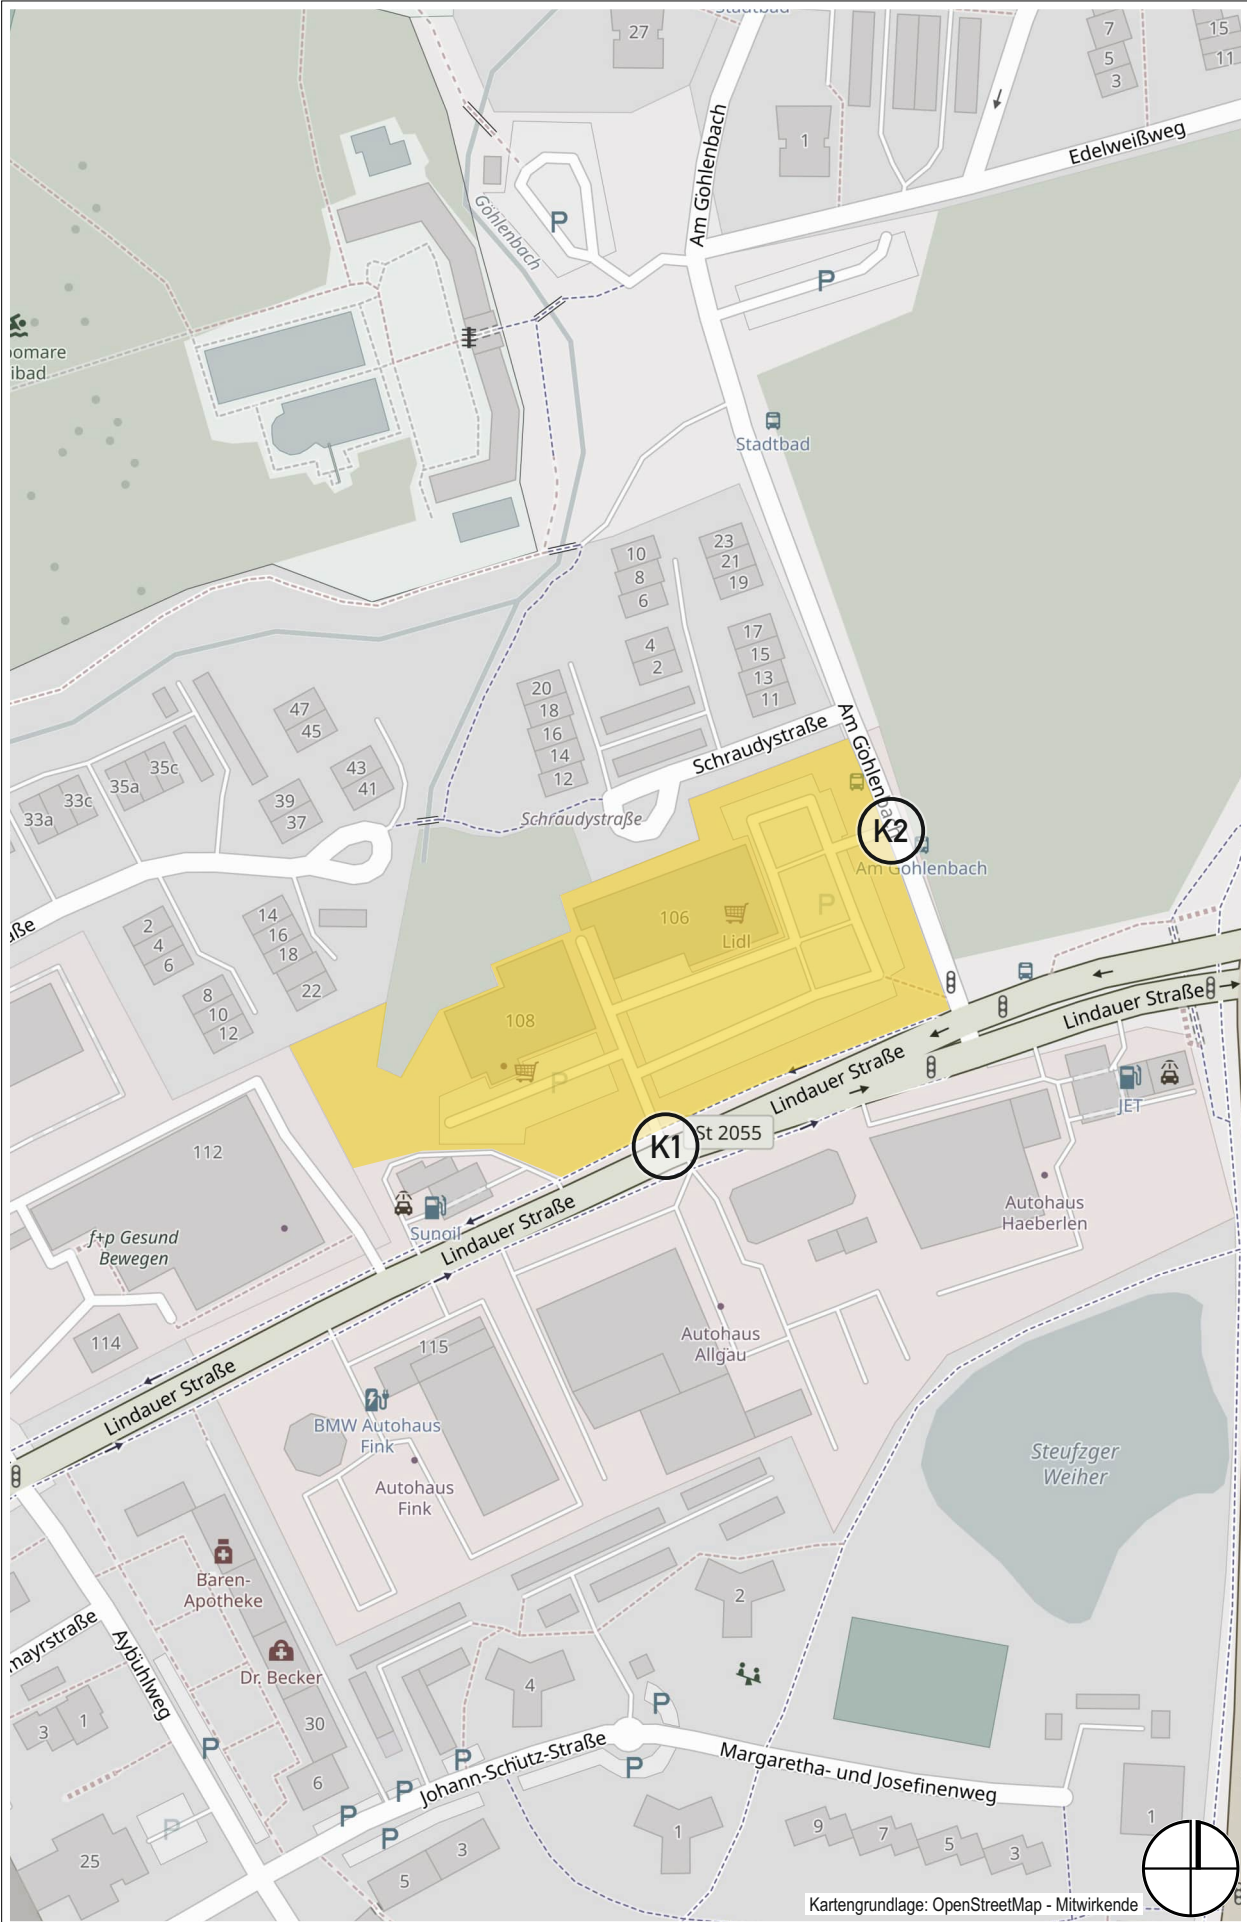 Stadtbad
27
7
5
3
15
11
1
Am Göhlenbach
Edelweißweg
Göhlenbach
P
P
bomare
ibad
Stadtbad
10
8
6
23
21
19
4
2
17
15
13
11
20
18
16
14
12
47
45
43
41
39
37
35c
35a
33c
33a
Schraudystraße
Am Göhlenbach
Schraudystraße
K2
Am Göhlenbach
P
106
Lidl
aße
2
4
6
14
16
18
22
8
10
12
108
P
Lindauer Straße
Lindauer Straße
JET
K1
St 2055
112
f+p Gesund
Bewegen
Sunoil
Lindauer Straße
Autohaus
Haeberlen
114
115
Autohaus
Allgäu
Lindauer Straße
BMW Autohaus
Fink
Autohaus
Fink
Steufzger
Weiher
Bären-
Apotheke
2
mayrstraße
Aybühlweg
Dr. Becker
4
3
1
30
P
P
6
P
P
P
P
P
Johann-Schütz-Straße
P
Margaretha- und Josefinenweg
25
5
3
1
9
7
5
3
1
Kartengrundlage: OpenStreetMap - Mitwirkende